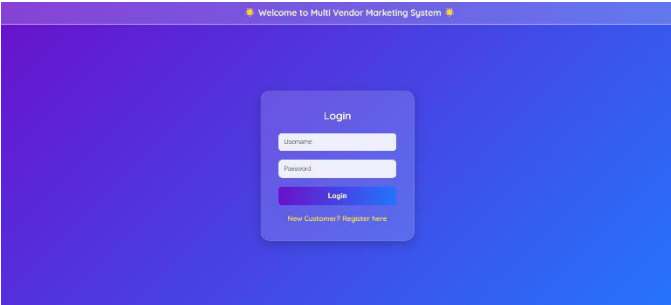 🌟 Welcome to Multi Vendor Marketing System 🌟
Login
Username
Password
Login
New Customer? Register here